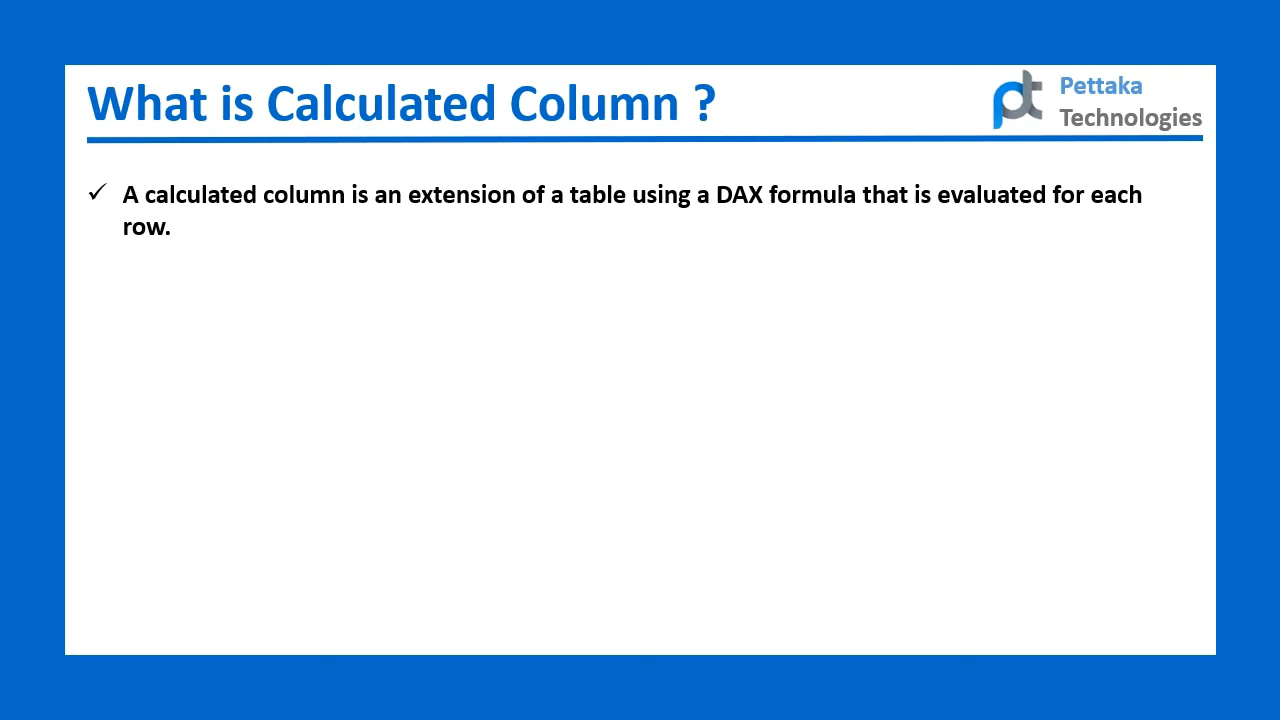 What is Calculated Column ?
Pettaka
Technologies
✓ A calculated column is an extension of a table using a DAX formula that is evaluated for each
row.